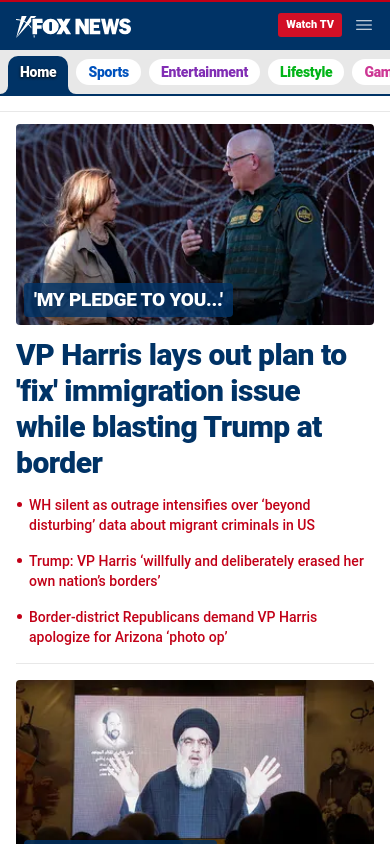 FOX NEWS
Watch TV
Home
Sports
Entertainment
Lifestyle
Gam
'MY PLEDGE TO YOU...'
VP Harris lays out plan to
'fix' immigration issue
while blasting Trump at
border
WH silent as outrage intensifies over ‘beyond
disturbing’ data about migrant criminals in US
Trump: VP Harris ‘willfully and deliberately erased her
own nation’s borders’
Border-district Republicans demand VP Harris
apologize for Arizona ‘photo op’